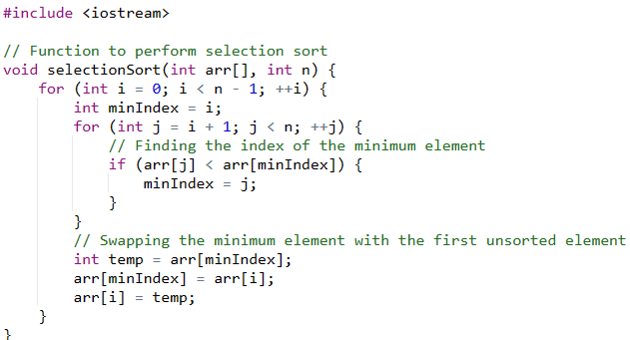 #include <iostream>

// Function to perform selection sort
void selectionSort(int arr[], int n) {
    for (int i = 0; i < n - 1; ++i) {
        int minIndex = i;
        for (int j = i + 1; j < n; ++j) {
            // Finding the index of the minimum element
            if (arr[j] < arr[minIndex]) {
                minIndex = j;
            }
        }
        // Swapping the minimum element with the first unsorted element
        int temp = arr[minIndex];
        arr[minIndex] = arr[i];
        arr[i] = temp;
    }
}